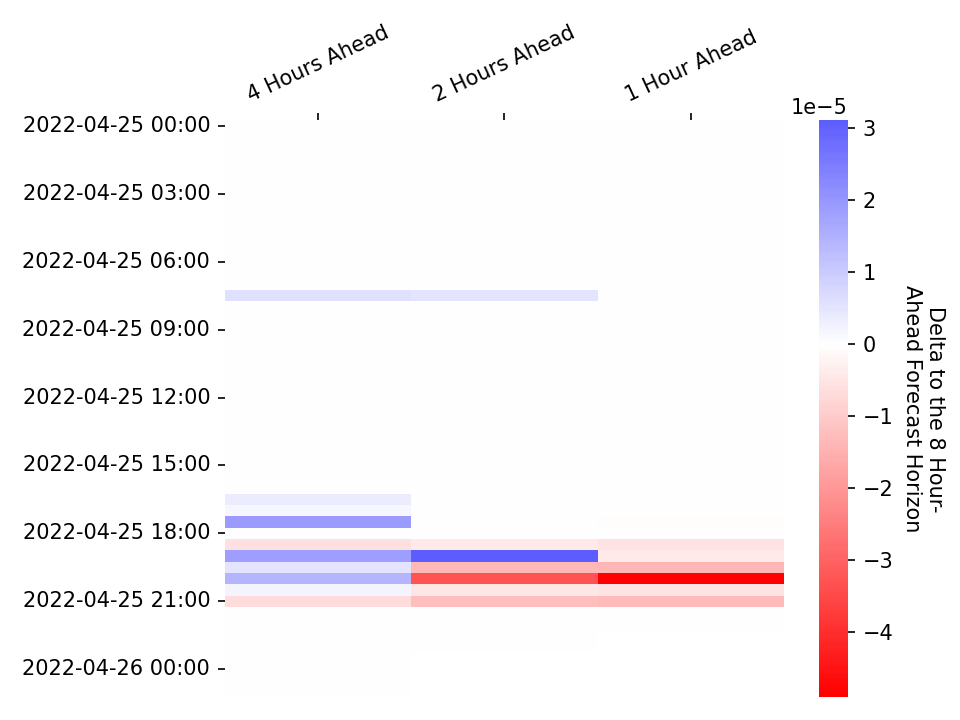 4 Hours Ahead
2 Hours Ahead
1 Hour Ahead
2022-04-25 00:00
2022-04-25 03:00
2022-04-25 06:00
2022-04-25 09:00
2022-04-25 12:00
2022-04-25 15:00
2022-04-25 18:00
2022-04-25 21:00
2022-04-26 00:00
1e−5
3
2
1
0
−1
−2
−3
−4
Delta to the 8 Hour-
Ahead Forecast Horizon